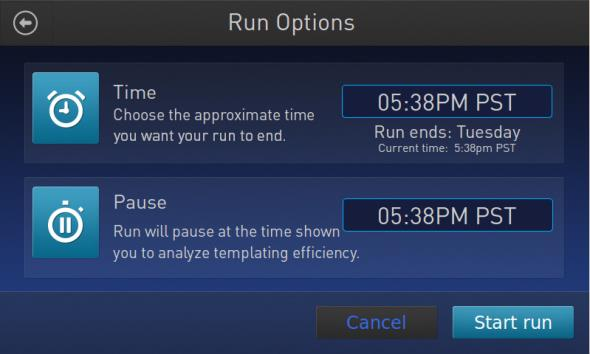 Run Options
Time
Choose the approximate time
you want your run to end.
05:38PM PST
Run ends: Tuesday
Current time: 5:38pm PST
Pause
Run will pause at the time shown
you to analyze templating efficiency.
05:38PM PST
Cancel
Start run